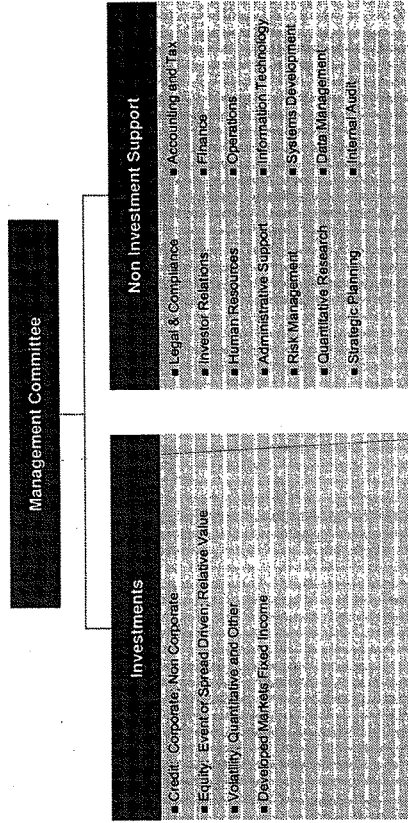 Management Committee
Investments
■ Credit: Corporate; Non Corporate
■ Equity: Event or Spread Driven; Relative Value
■ Volatility, Quantitative and Other
■ Developed Markets Fixed Income
Non Investment Support
■ Legal & Compliance
■ Investor Relations
■ Human Resources
■ Administrative Support
■ Risk Management
■ Quantitative Research
■ Strategic Planning
■ Accounting and Tax
■ Finance
■ Operations
■ Information Technology
■ Systems Development
■ Data Management
■ Internal Audit